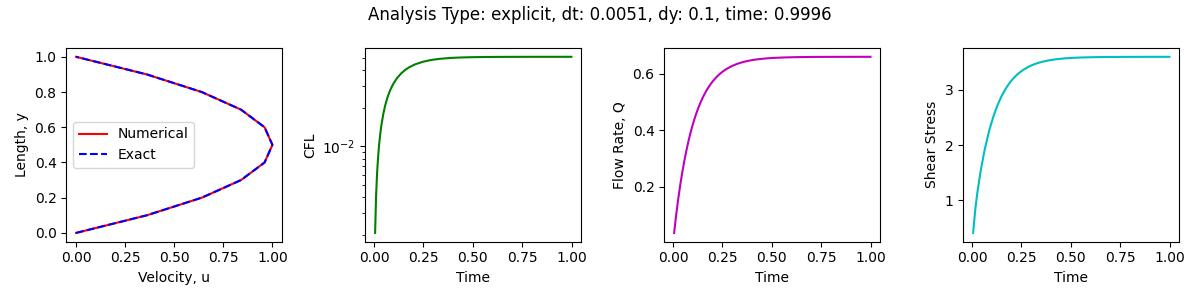 Analysis Type: explicit, dt: 0.0051, dy: 0.1, time: 0.9996
1.0
0.8
0.6
0.4
0.2
0.0
Length, y
Numerical
Exact
0.00 0.25 0.50 0.75 1.00
Velocity, u
10⁻²
CFL
0.00 0.25 0.50 0.75 1.00
Time
0.6
0.4
0.2
Flow Rate, Q
0.00 0.25 0.50 0.75 1.00
Time
3
2
1
Shear Stress
0.00 0.25 0.50 0.75 1.00
Time